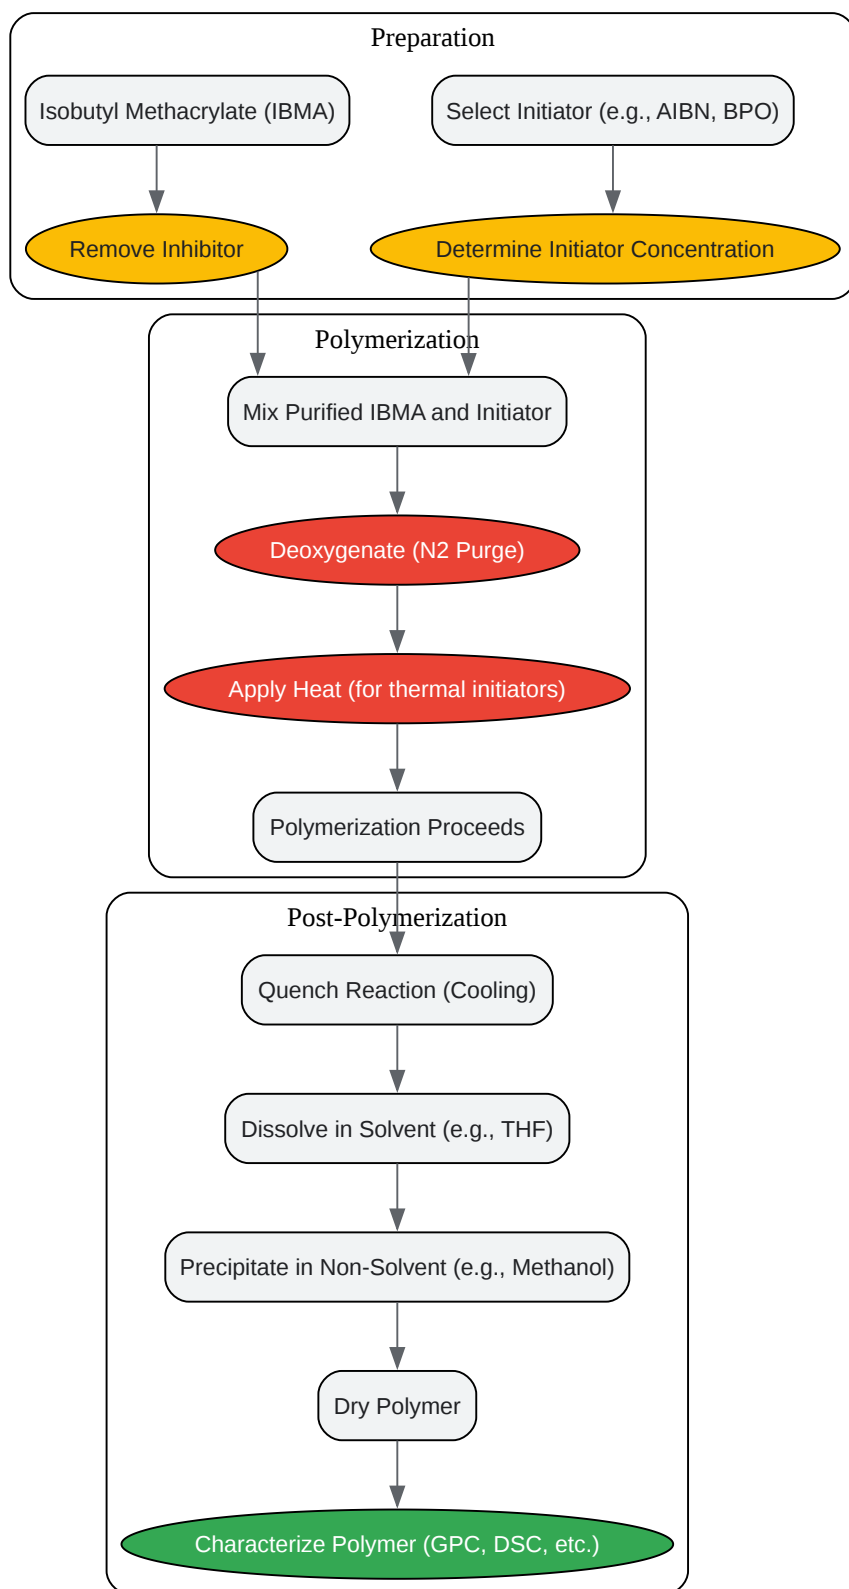 Preparation
Isobutyl Methacrylate (IBMA)
Select Initiator (e.g., AIBN, BPO)
Remove Inhibitor
Determine Initiator Concentration
Polymerization
Mix Purified IBMA and Initiator
Deoxygenate (N2 Purge)
Apply Heat (for thermal initiators)
Polymerization Proceeds
Post-Polymerization
Quench Reaction (Cooling)
Dissolve in Solvent (e.g., THF)
Precipitate in Non-Solvent (e.g., Methanol)
Dry Polymer
Characterize Polymer (GPC, DSC, etc.)